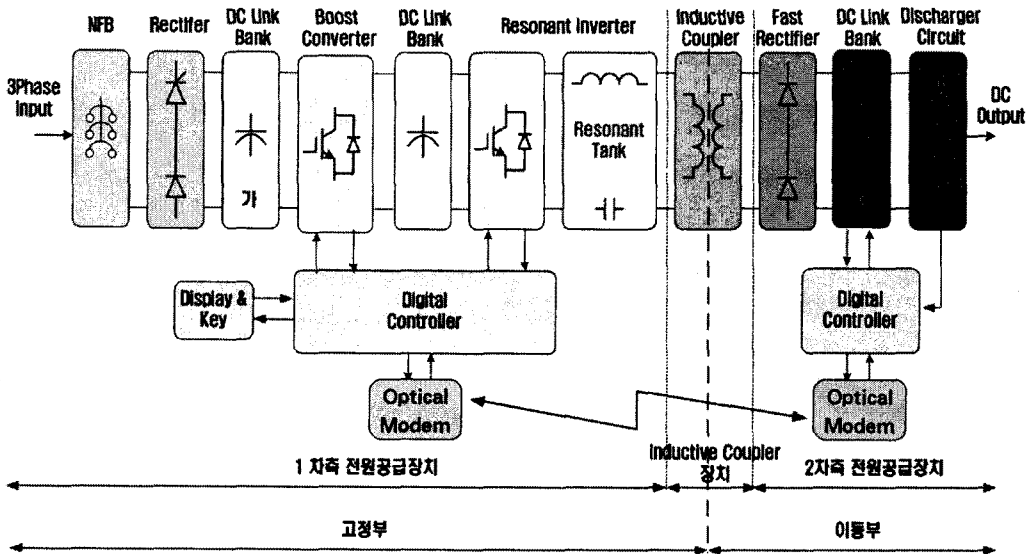 NFB
Rectifer
DC Link
Bank
Boost
Converter
DC Link
Bank
Resonant Inverter
Inductive
Coupler
Fast
Rectifier
DC Link
Bank
Discharger
Circuit
3Phase
Input
DC
Output
가
Resonant
Tank
Display &
Key
Digital
Controller
Digital
Controller
Optical
Modem
Optical
Modem
1 차측 전원공급장치
Inductive Coupler
장치
2차측 전원공급장치
고정부
이동부